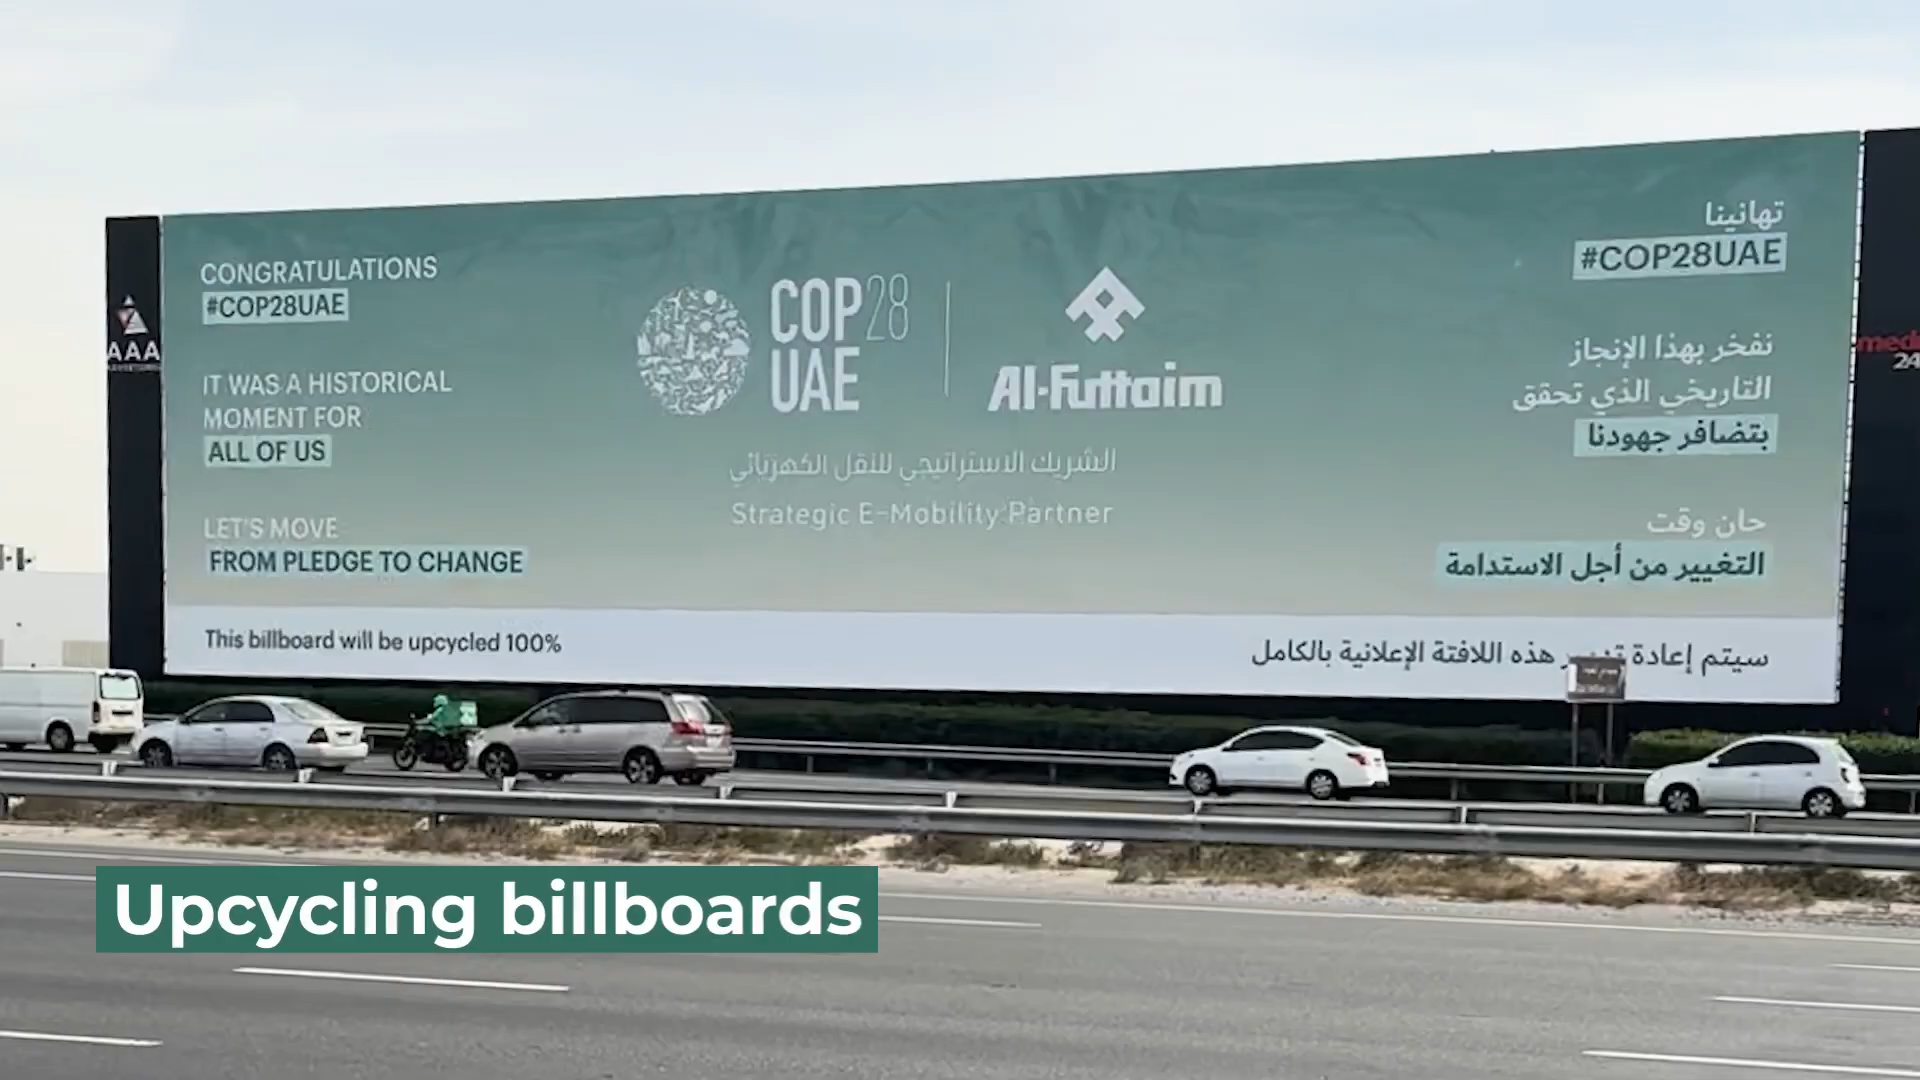 CONGRATULATIONS
#COP28UAE
IT WAS A HISTORICAL
MOMENT FOR
ALL OF US
LET'S MOVE
FROM PLEDGE TO CHANGE
COP28
UAE
Al-Futtaim
الشريك الاستراتيجي للنقل الكهربائي
Strategic E-Mobility Partner
تهانينا
#COP28UAE
نفخر بهذا الإنجاز
التاريخي الذي تحقق
بتضافر جهودنا
حان وقت
التغيير من أجل الاستدامة
This billboard will be upcycled 100%
سيتم إعادة هذه اللافتة الإعلانية بالكامل
AAA
Upcycling billboards